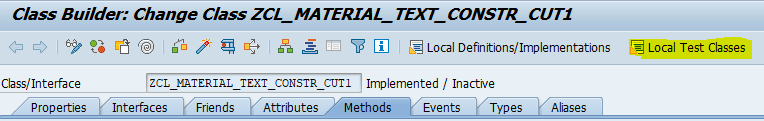 Class Builder: Change Class ZCL_MATERIAL_TEXT_CONSTR_CUT1
Local Definitions/Implementations Local Test Classes
Class/Interface ZCL_MATERIAL_TEXT_CONSTR_CUT1 Implemented / Inactive
Properties Interfaces Friends Attributes Methods Events Types Aliases